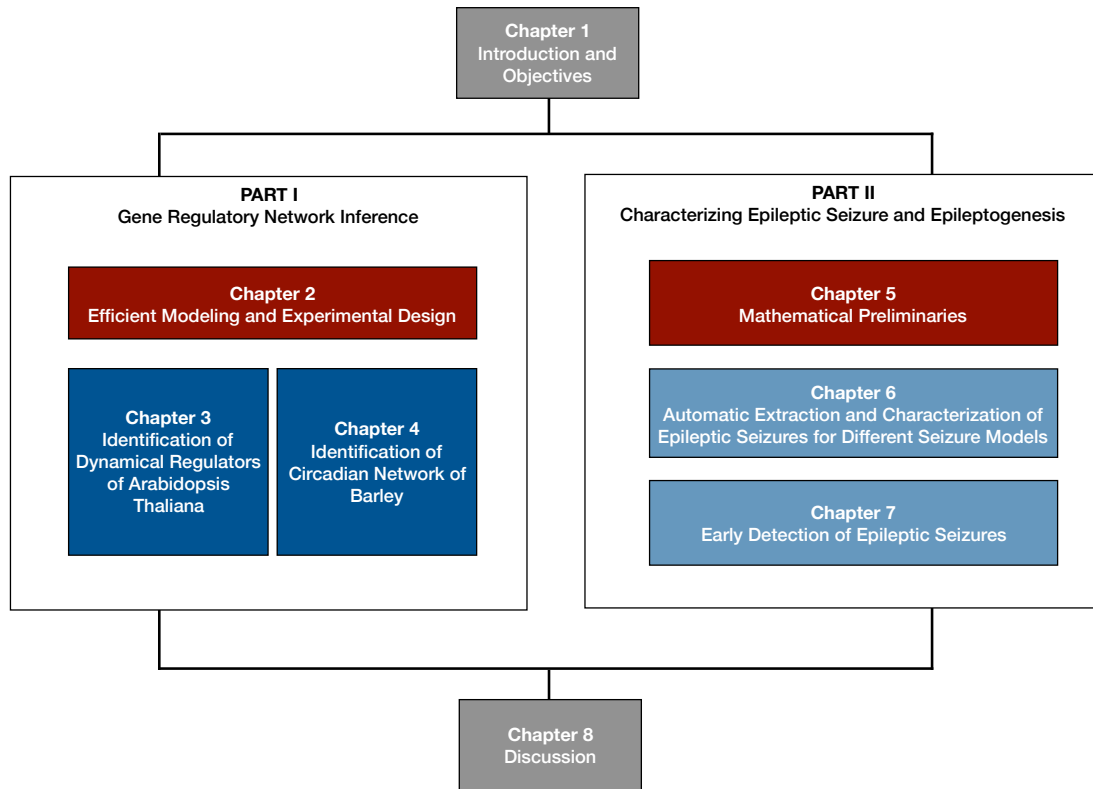 Chapter 1
Introduction and
Objectives
PART I
Gene Regulatory Network Inference
Chapter 2
Efficient Modeling and Experimental Design
Chapter 3
Identification of
Dynamical Regulators
of Arabidopsis
Thaliana
Chapter 4
Identification of
Circadian Network of
Barley
PART II
Characterizing Epileptic Seizure and Epileptogenesis
Chapter 5
Mathematical Preliminaries
Chapter 6
Automatic Extraction and Characterization of
Epileptic Seizures for Different Seizure Models
Chapter 7
Early Detection of Epileptic Seizures
Chapter 8
Discussion